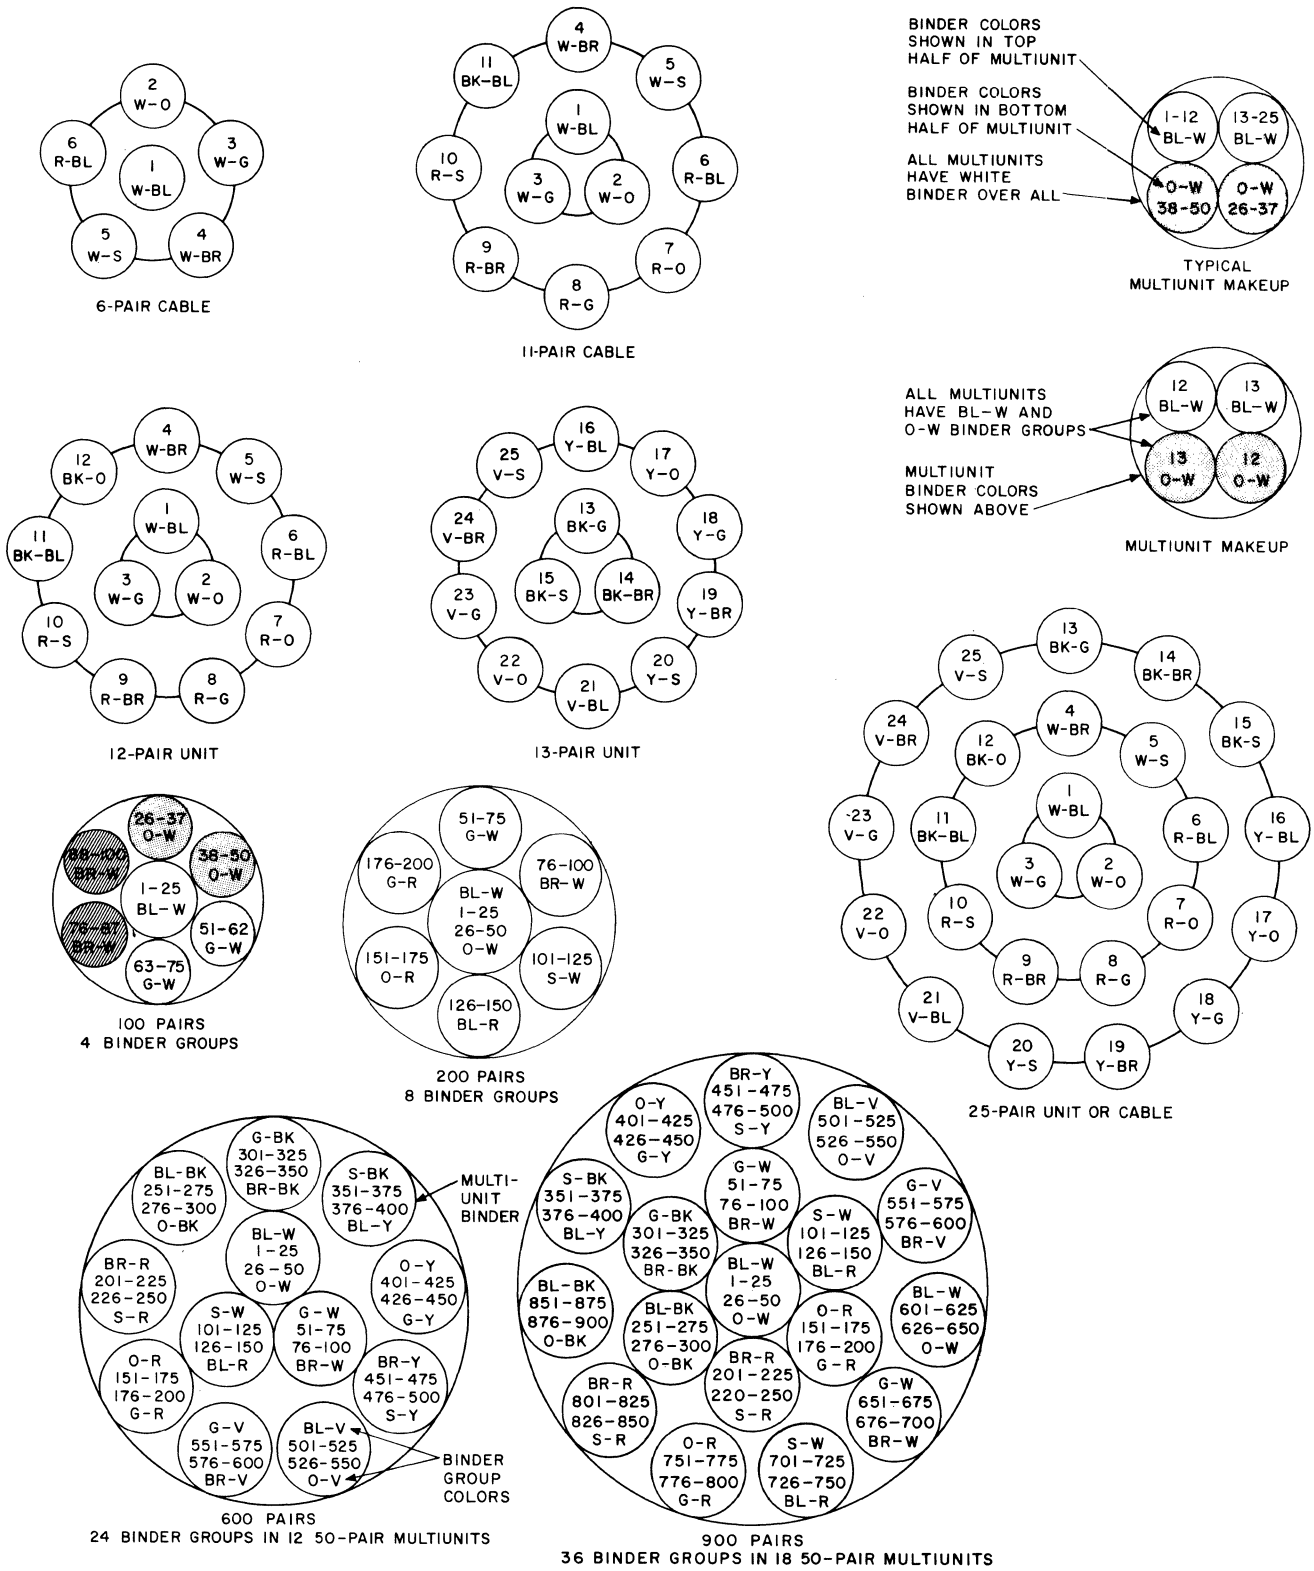 2
W-O
6
R-BL
3
W-G
1
W-BL
5
W-S
4
W-BR
6-PAIR CABLE
4
W-BR
11
BK-BL
5
W-S
1
W-BL
10
R-S
6
R-BL
3
W-G
2
W-O
9
R-BR
7
R-O
8
R-G
11-PAIR CABLE
BINDER COLORS
SHOWN IN TOP
HALF OF MULTIUNIT
BINDER COLORS
SHOWN IN BOTTOM
HALF OF MULTIUNIT
ALL MULTIUNITS
HAVE WHITE
BINDER OVER ALL
1-12
BL-W
13-25
BL-W
O-W
38-50
O-W
26-37
TYPICAL
MULTIUNIT MAKEUP
ALL MULTIUNITS
HAVE BL-W AND
O-W BINDER GROUPS
MULTIUNIT
BINDER COLORS
SHOWN ABOVE
12
BL-W
13
BL-W
13
O-W
12
O-W
MULTIUNIT MAKEUP
4
W-BR
12
BK-O
5
W-S
1
W-BL
11
BK-BL
6
R-BL
3
W-G
2
W-O
10
R-S
7
R-O
9
R-BR
8
R-G
12-PAIR UNIT
16
Y-BL
25
V-S
17
Y-O
13
BK-G
24
V-BR
18
Y-G
15
BK-S
14
BK-BR
23
V-G
19
Y-BR
22
V-O
20
Y-S
21
V-BL
13-PAIR UNIT
13
BK-G
25
V-S
14
BK-BR
24
V-BR
4
W-BR
15
BK-S
12
BK-O
5
W-S
1
W-BL
23
V-G
11
BK-BL
6
R-BL
16
Y-BL
3
W-G
2
W-O
22
V-O
10
R-S
7
R-O
17
Y-O
9
R-BR
8
R-G
21
V-BL
18
Y-G
20
Y-S
19
Y-BR
25-PAIR UNIT OR CABLE
26-37
O-W
88-100
BR-W
38-50
O-W
1-25
BL-W
76-87
BR-W
51-62
G-W
63-75
G-W
100 PAIRS
4 BINDER GROUPS
51-75
G-W
176-200
G-R
76-100
BR-W
BL-W
1-25
26-50
O-W
151-175
O-R
101-125
S-W
126-150
BL-R
200 PAIRS
8 BINDER GROUPS
G-BK
301-325
326-350
BR-BK
BL-BK
251-275
276-300
O-BK
S-BK
351-375
376-400
BL-Y
MULTI-
UNIT
BINDER
BL-W
1-25
26-50
O-W
BR-R
201-225
226-250
S-R
O-Y
401-425
426-450
G-Y
S-W
101-125
126-150
BL-R
G-W
51-75
76-100
BR-W
O-R
151-175
176-200
G-R
BR-Y
451-475
476-500
S-Y
G-V
551-575
576-600
BR-V
BL-V
501-525
526-550
O-V
BINDER
GROUP
COLORS
600 PAIRS
24 BINDER GROUPS IN 12 50-PAIR MULTIUNITS
BR-Y
451-475
476-500
S-Y
O-Y
401-425
426-450
G-Y
BL-V
501-525
526-550
O-V
S-BK
351-375
376-400
BL-Y
G-W
51-75
76-100
BR-W
G-V
551-575
576-600
BR-V
G-BK
301-325
326-350
BR-BK
S-W
101-125
126-150
BL-R
BL-W
1-25
26-50
O-W
BL-BK
851-875
876-900
O-BK
BL-W
601-625
626-650
O-W
BL-BK
251-275
276-300
O-BK
O-R
151-175
176-200
G-R
BR-R
201-225
220-250
S-R
BR-R
801-825
826-850
S-R
G-W
651-675
676-700
BR-W
O-R
751-775
776-800
G-R
S-W
701-725
726-750
BL-R
900 PAIRS
36 BINDER GROUPS IN 18 50-PAIR MULTIUNITS